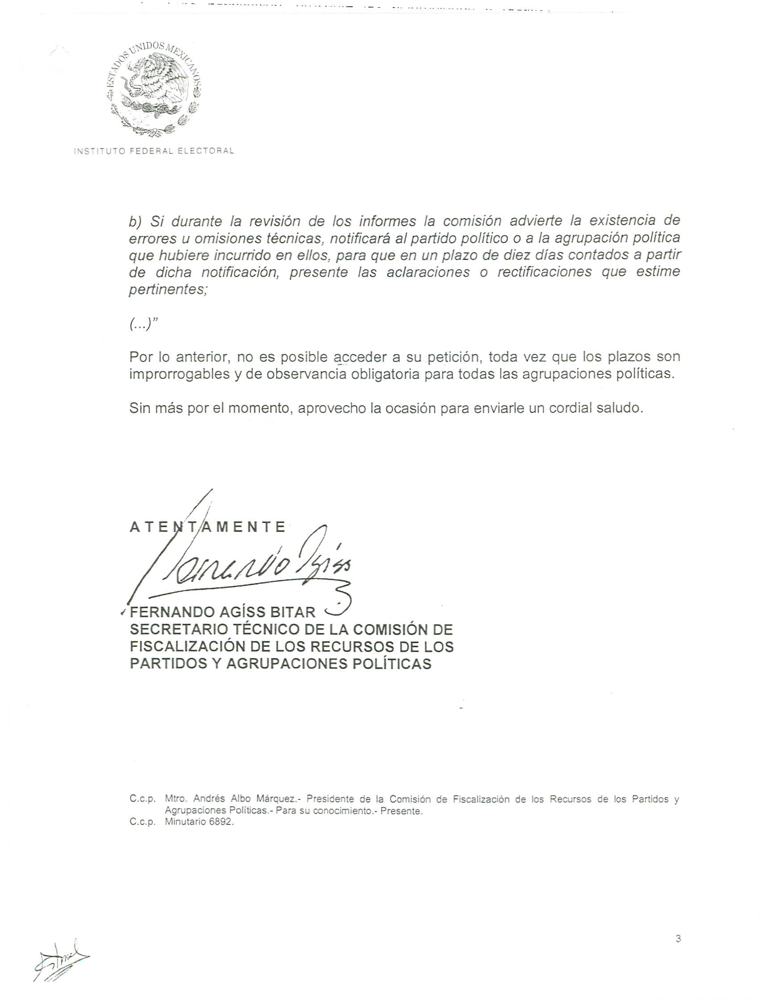 ESTADOS UNIDOS MEXICANOS
INSTITUTO FEDERAL ELECTORAL
b) Si durante la revisión de los informes la comisión advierte la existencia de
errores u omisiones técnicas, notificará al partido político o a la agrupación política
que hubiere incurrido en ellos, para que en un plazo de diez días contados a partir
de dicha notificación, presente las aclaraciones o rectificaciones que estime
pertinentes;
(...)”
Por lo anterior, no es posible acceder a su petición, toda vez que los plazos son
improrrogables y de observancia obligatoria para todas las agrupaciones políticas.
Sin más por el momento, aprovecho la ocasión para enviarle un cordial saludo.
A T E N T A M E N T E
FERNANDO AGÍSS BITAR
SECRETARIO TÉCNICO DE LA COMISIÓN DE
FISCALIZACIÓN DE LOS RECURSOS DE LOS
PARTIDOS Y AGRUPACIONES POLÍTICAS
C.c.p. Mtro. Andrés Albo Márquez.- Presidente de la Comisión de Fiscalización de los Recursos de los Partidos y
Agrupaciones Políticas.- Para su conocimiento.- Presente.
C.c.p. Minutario 6892.
3